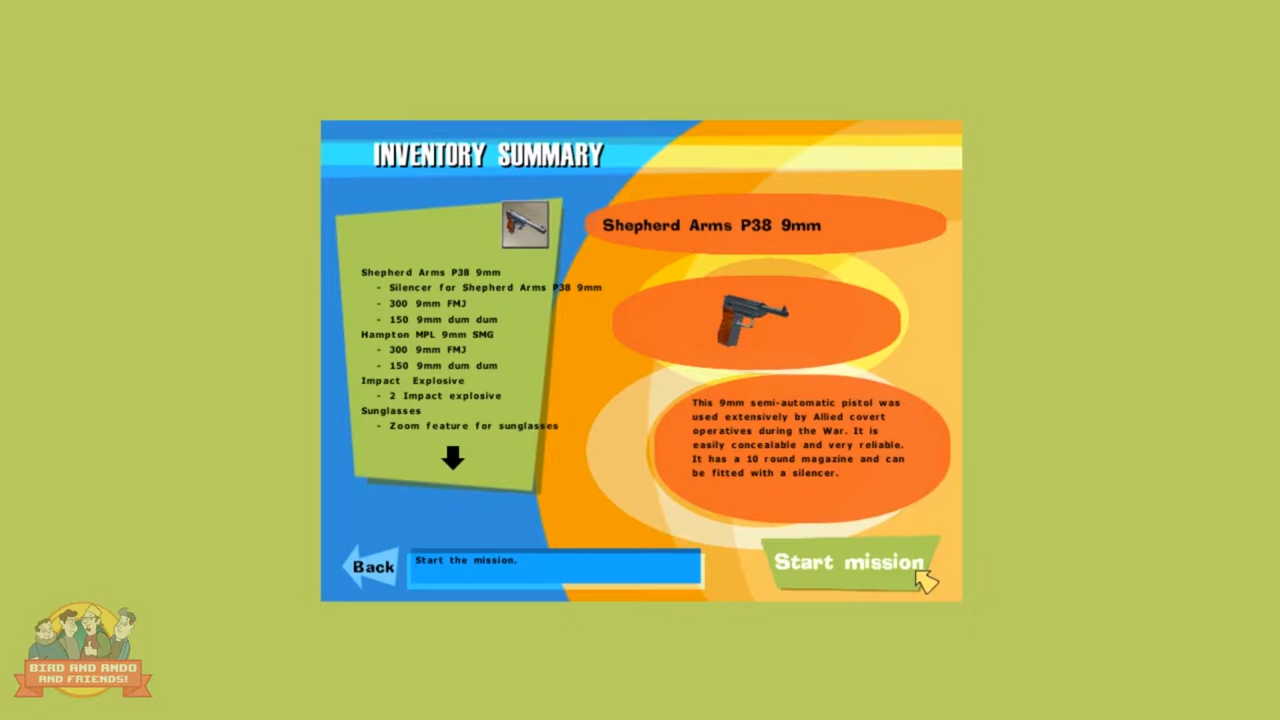 INVENTORY SUMMARY
Shepherd Arms P38 9mm
- Silencer for Shepherd Arms P38 9mm
- 300 9mm FMJ
- 150 9mm dum dum
Hampton MPL 9mm SMG
- 300 9mm FMJ
- 150 9mm dum dum
Impact Explosive
- 2 Impact explosive
Sunglasses
- Zoom feature for sunglasses
Shepherd Arms P38 9mm
This 9mm semi-automatic pistol was
used extensively by Allied covert
operatives during the War. It is
easily concealable and very reliable.
It has a 10 round magazine and can
be fitted with a silencer.
Back
Start the mission.
Start mission
BIRD AND ANDO
AND FRIENDS!